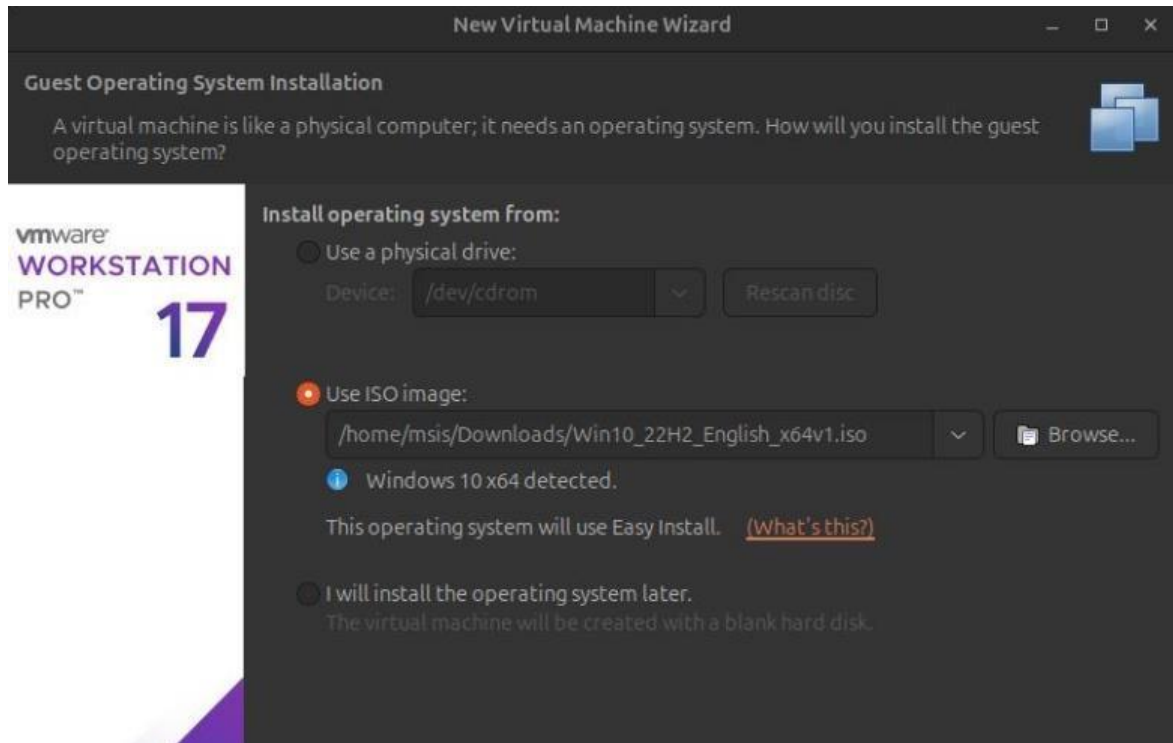 New Virtual Machine Wizard
Guest Operating System Installation
A virtual machine is like a physical computer; it needs an operating system. How will you install the guest
operating system?
vmware
WORKSTATION
PRO™
17
Install operating system from:
Use a physical drive:
Device: /dev/cdrom Rescan disc
Use ISO image:
/home/msis/Downloads/Win10_22H2_English_x64v1.iso Browse...
Windows 10 x64 detected.
This operating system will use Easy Install. (What's this?)
I will install the operating system later.
The virtual machine will be created with a blank hard disk.